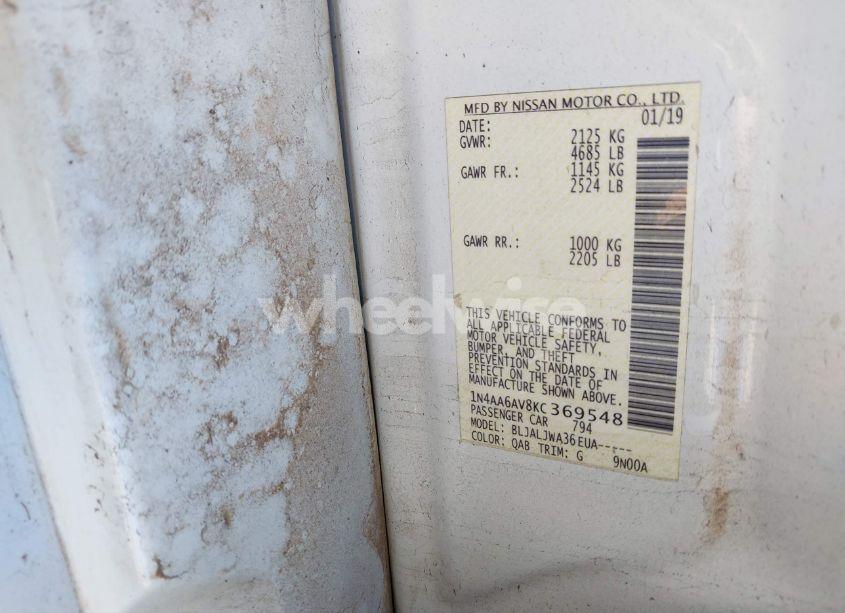 MFD BY NISSAN MOTOR CO., LTD.
DATE: 01/19
GVWR: 2125 KG
4685 LB
GAWR FR.: 1145 KG
2524 LB
GAWR RR.: 1000 KG
2205 LB
THIS VEHICLE CONFORMS TO
ALL APPLICABLE FEDERAL
MOTOR VEHICLE SAFETY,
BUMPER, AND THEFT
PREVENTION STANDARDS IN
EFFECT ON THE DATE OF
MANUFACTURE SHOWN ABOVE.
1N4AA6AV8KC369548
PASSENGER CAR 794
MODEL: BLJALJWA36EUA-----
COLOR: QAB TRIM: G 9N00A
wheelwise